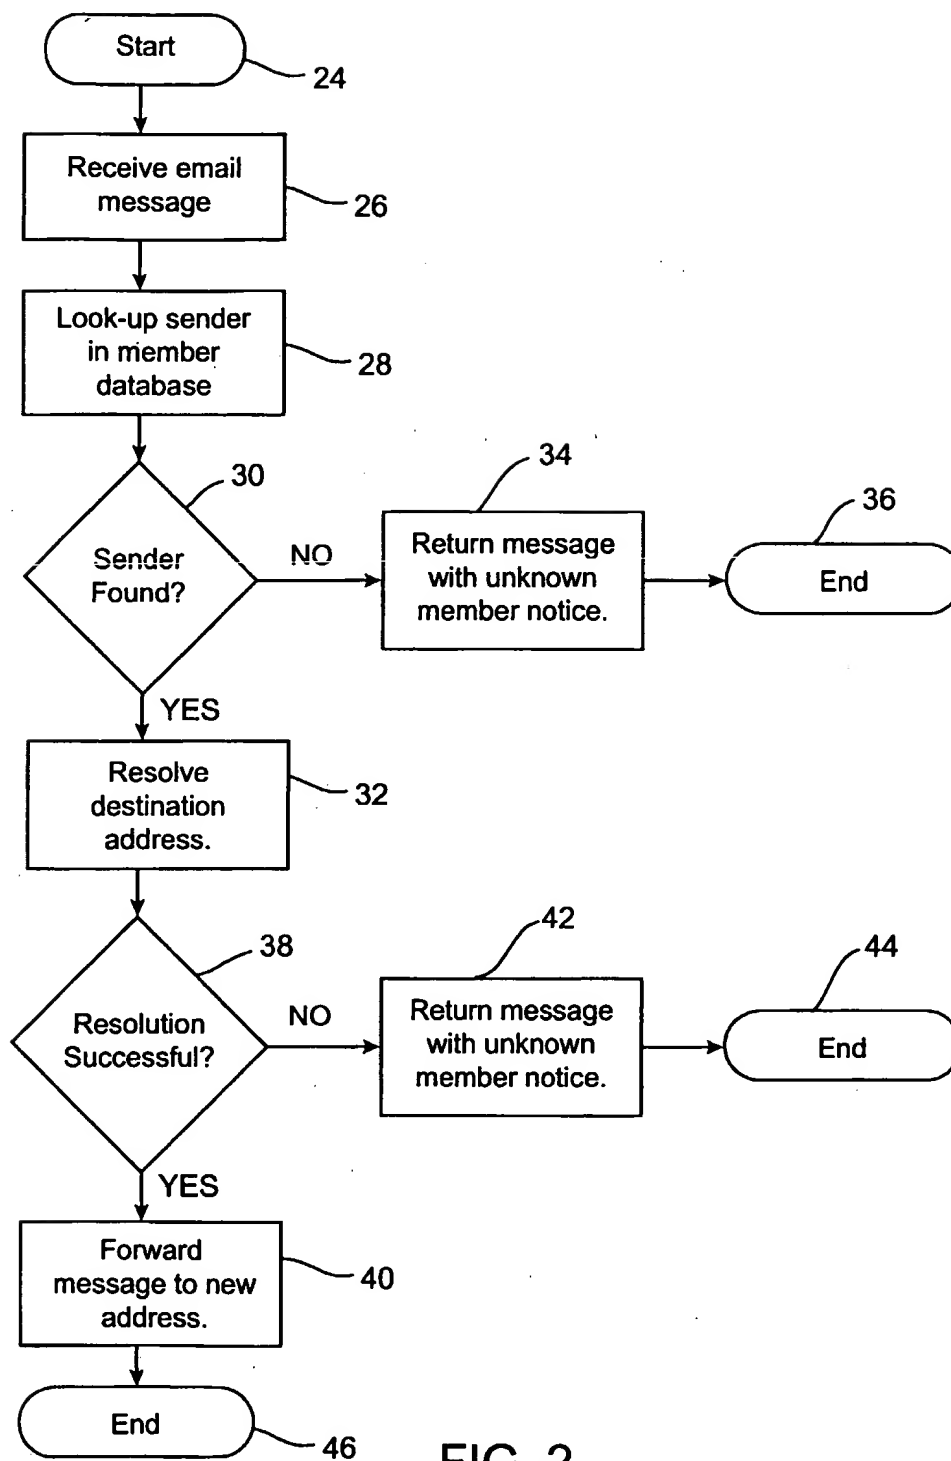 Start
24
Receive email
message
26
Look-up sender
in member
database
28
30
Sender
Found?
NO
34
Return message
with unknown
member notice.
36
End
YES
Resolve
destination
address.
32
38
Resolution
Successful?
NO
42
Return message
with unknown
member notice.
44
End
YES
Forward
message to new
address.
40
End
46
FIG. 2